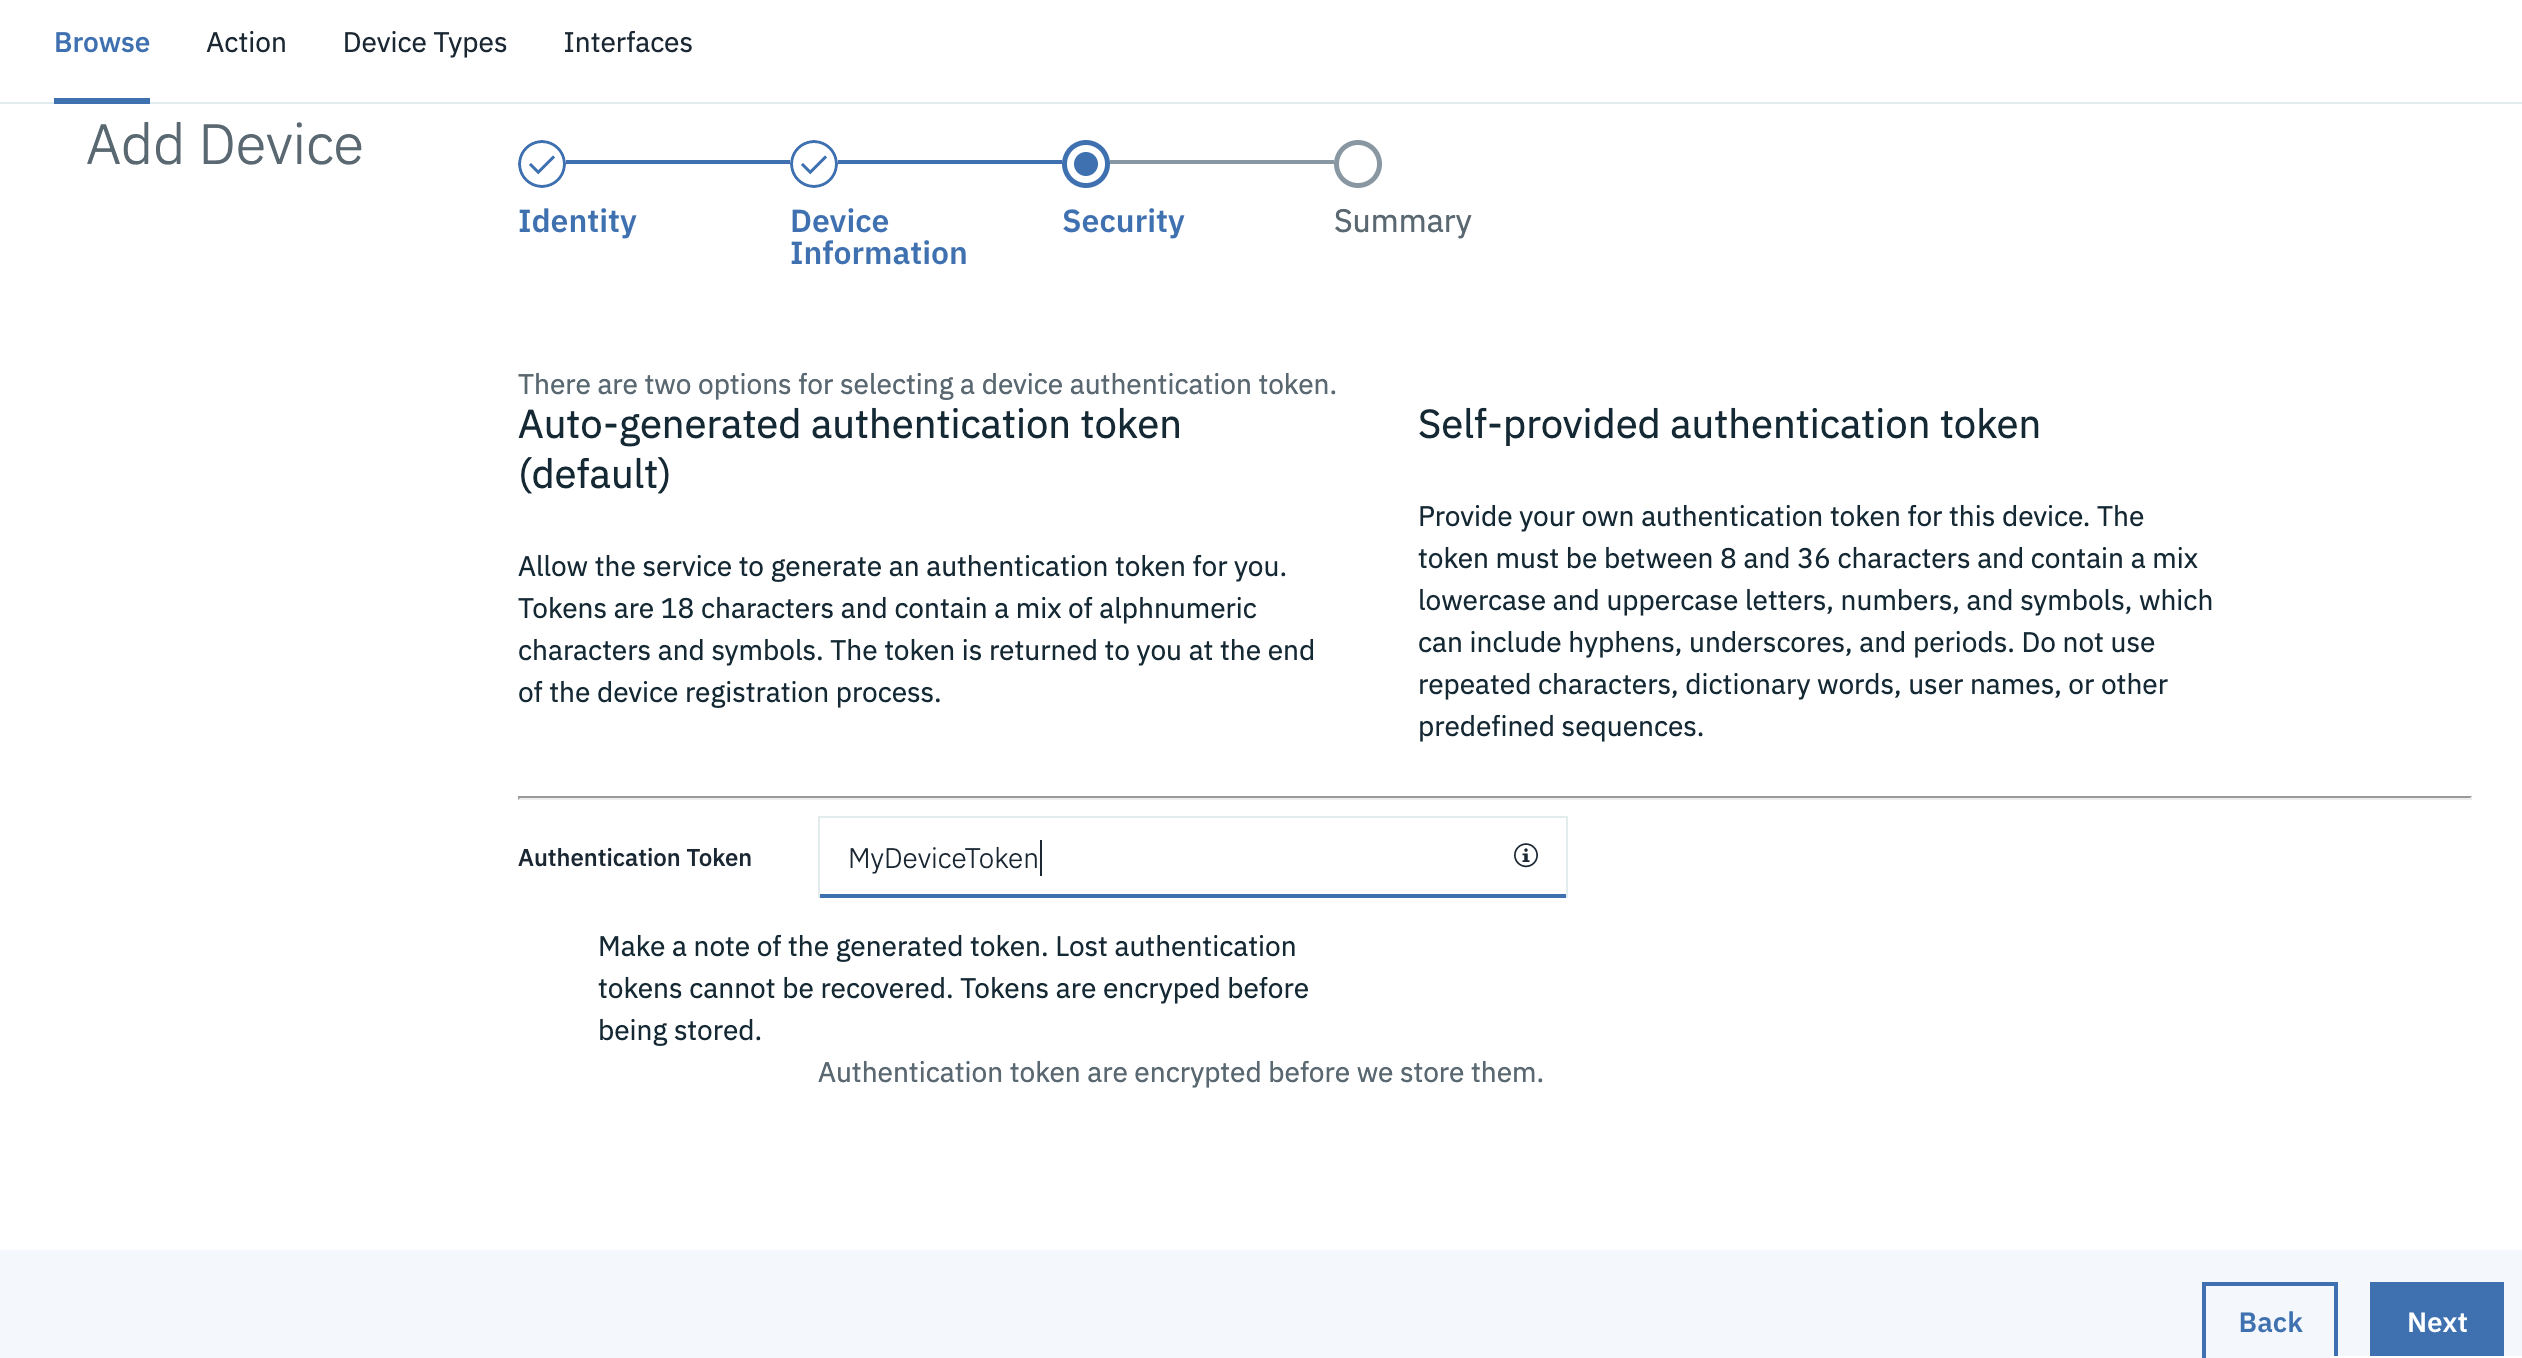 Browse
Action
Device Types
Interfaces
Add Device
Identity
Device
Information
Security
Summary
There are two options for selecting a device authentication token.
Auto-generated authentication token
(default)
Allow the service to generate an authentication token for you.
Tokens are 18 characters and contain a mix of alphnumeric
characters and symbols. The token is returned to you at the end
of the device registration process.
Self-provided authentication token
Provide your own authentication token for this device. The
token must be between 8 and 36 characters and contain a mix
lowercase and uppercase letters, numbers, and symbols, which
can include hyphens, underscores, and periods. Do not use
repeated characters, dictionary words, user names, or other
predefined sequences.
Authentication Token
MyDeviceToken
Make a note of the generated token. Lost authentication
tokens cannot be recovered. Tokens are encryped before
being stored.
Authentication token are encrypted before we store them.
Back
Next